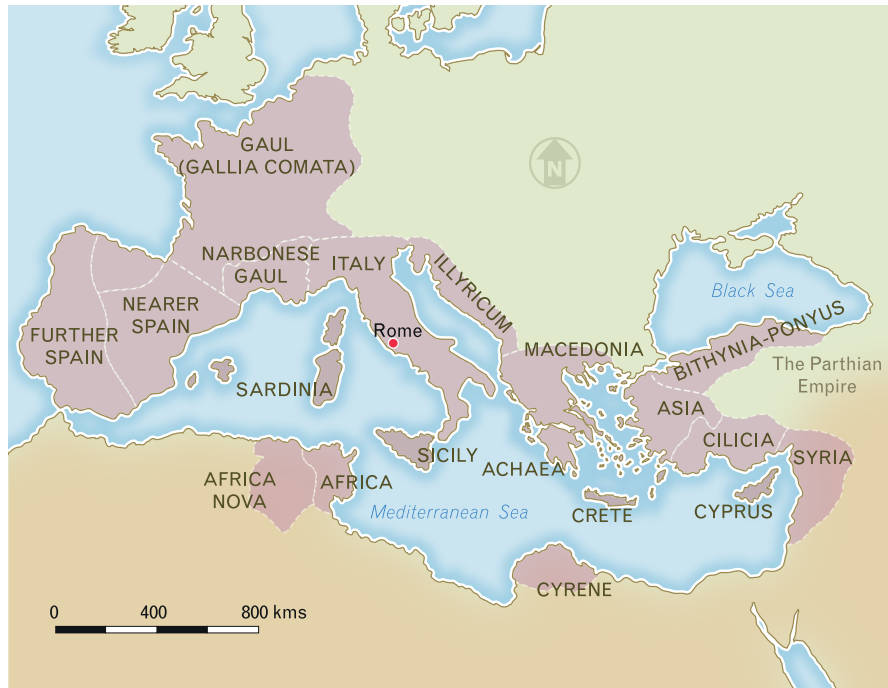 GAUL
(GALLIA COMATA)
N
NARBONESE
GAUL
ITALY
ILLYRICUM
Black Sea
NEARER
SPAIN
FURTHER
SPAIN
Rome
MACEDONIA
BITHYNIA-PONYUS
The Parthian
Empire
SARDINIA
ASIA
CILICIA
SICILY
ACHAEA
SYRIA
AFRICA
NOVA
AFRICA
Mediterranean Sea
CRETE
CYPRUS
CYRENE
0 400 800 kms